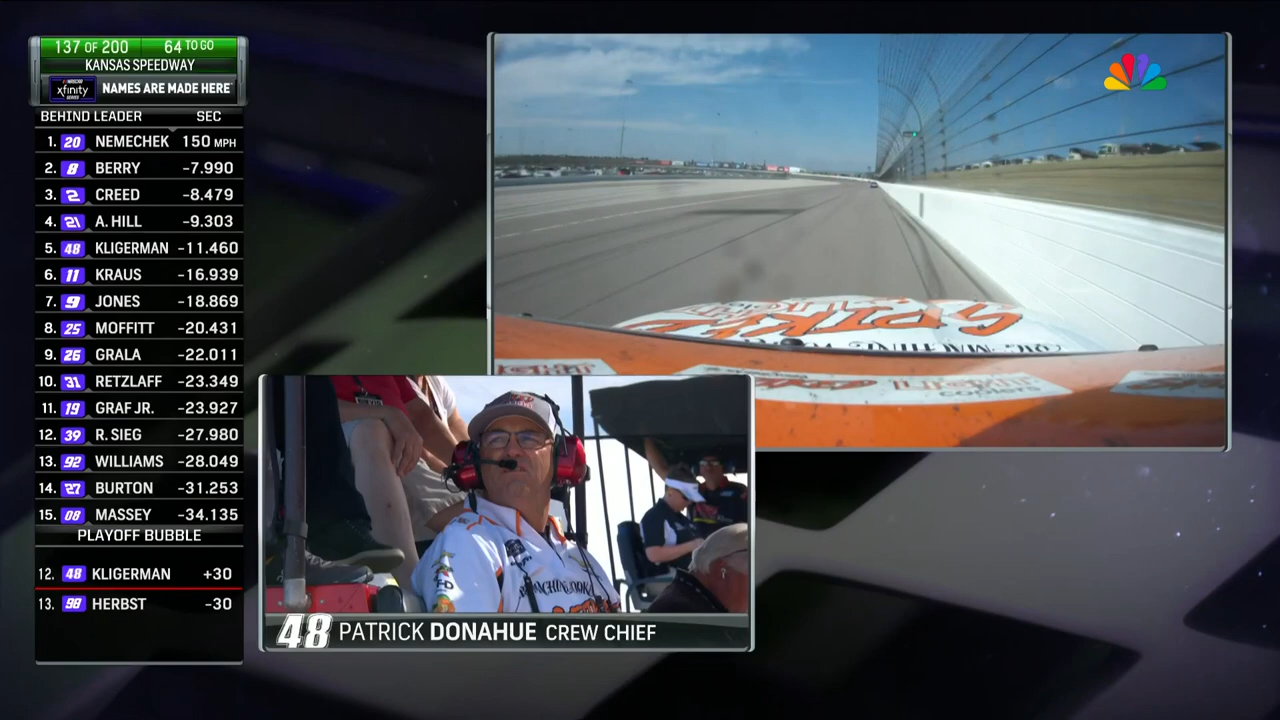 137 OF 200 64 TO GO
KANSAS SPEEDWAY
NASCAR xfinity SERIES NAMES ARE MADE HERE
BEHIND LEADER SEC
1. 20 NEMECHEK 150 MPH
2. 8 BERRY -7.990
3. 2 CREED -8.479
4. 21 A. HILL -9.303
5. 48 KLIGERMAN -11.460
6. 11 KRAUS -16.939
7. 9 JONES -18.869
8. 25 MOFFITT -20.431
9. 26 GRALA -22.011
10. 31 RETZLAFF -23.349
11. 19 GRAF JR. -23.927
12. 39 R. SIEG -27.980
13. 92 WILLIAMS -28.049
14. 27 BURTON -31.253
15. 08 MASSEY -34.135
PLAYOFF BUBBLE
12. 48 KLIGERMAN +30
13. 98 HERBST -30
SPIKED
48 PATRICK DONAHUE CREW CHIEF